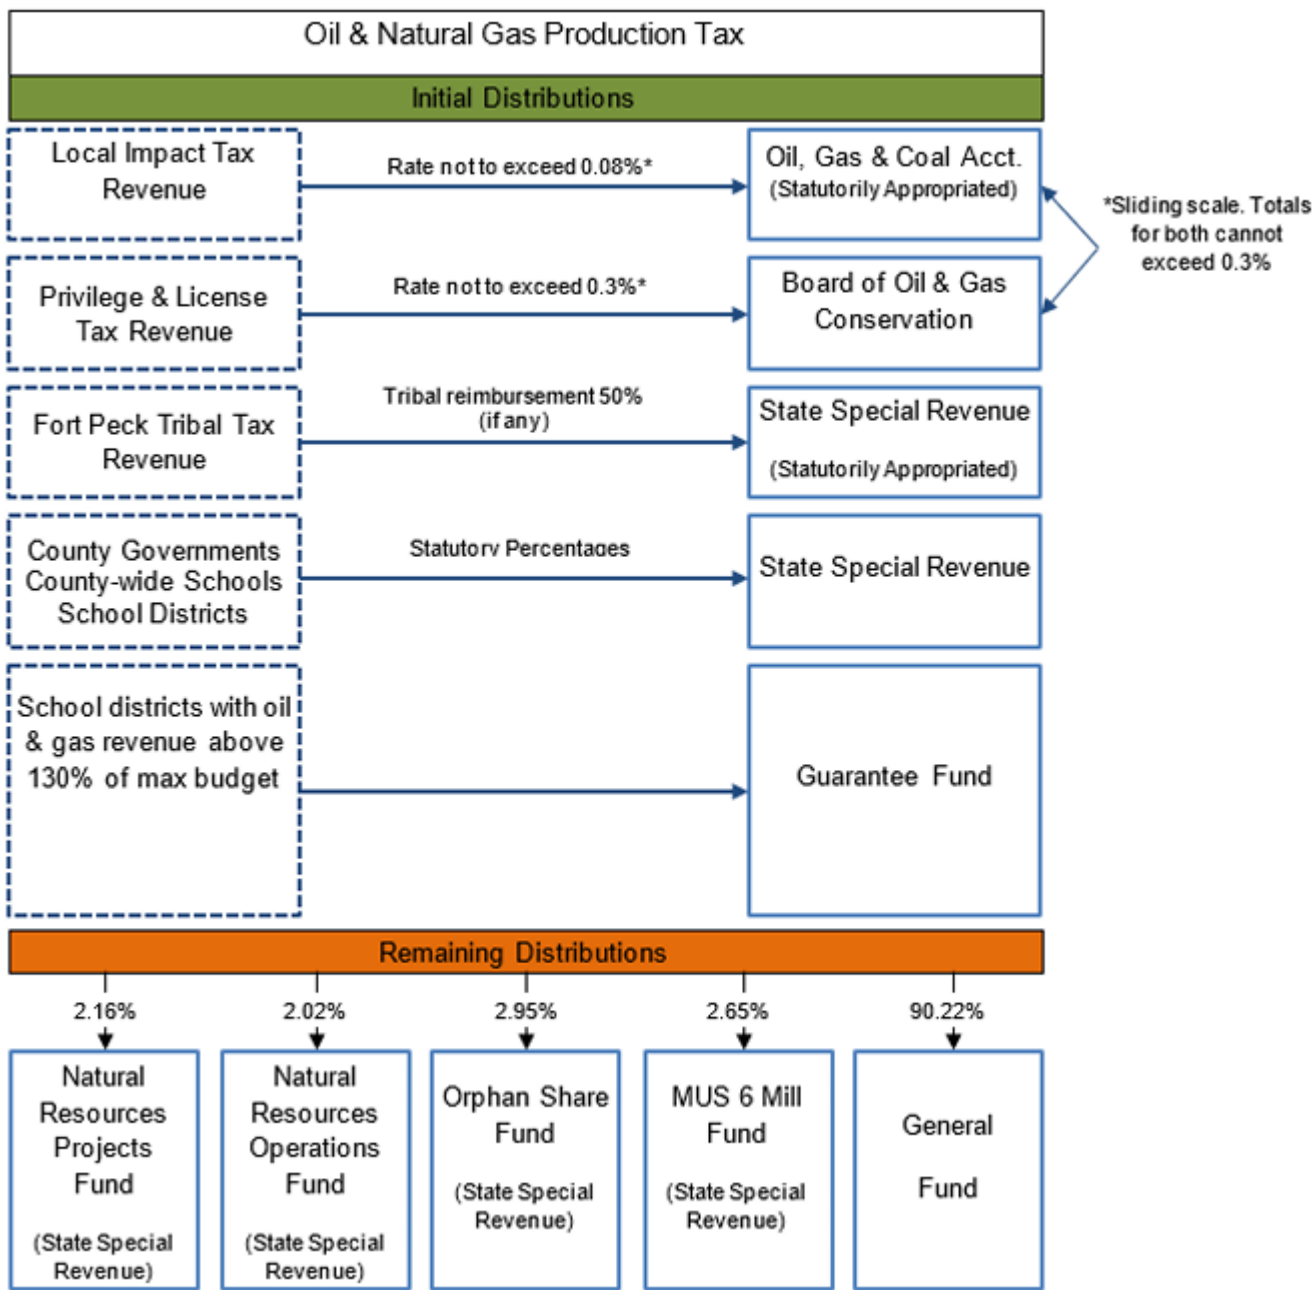 Oil & Natural Gas Production Tax
Initial Distributions
Local Impact Tax
Revenue
Rate not to exceed 0.08%*
Oil, Gas & Coal Acct.
(Statutorily Appropriated)
*Sliding scale. Totals
for both cannot
exceed 0.3%
Privilege & License
Tax Revenue
Rate not to exceed 0.3%*
Board of Oil & Gas
Conservation
Fort Peck Tribal Tax
Revenue
Tribal reimbursement 50%
(if any)
State Special Revenue
(Statutorily Appropriated)
County Governments
County-wide Schools
School Districts
Statutory Percentages
State Special Revenue
School districts with oil
& gas revenue above
130% of max budget
Guarantee Fund
Remaining Distributions
2.16%
2.02%
2.95%
2.65%
90.22%
Natural
Resources
Projects
Fund
(State Special
Revenue)
Natural
Resources
Operations
Fund
(State Special
Revenue)
Orphan Share
Fund
(State Special
Revenue)
MUS 6 Mill
Fund
(State Special
Revenue)
General
Fund